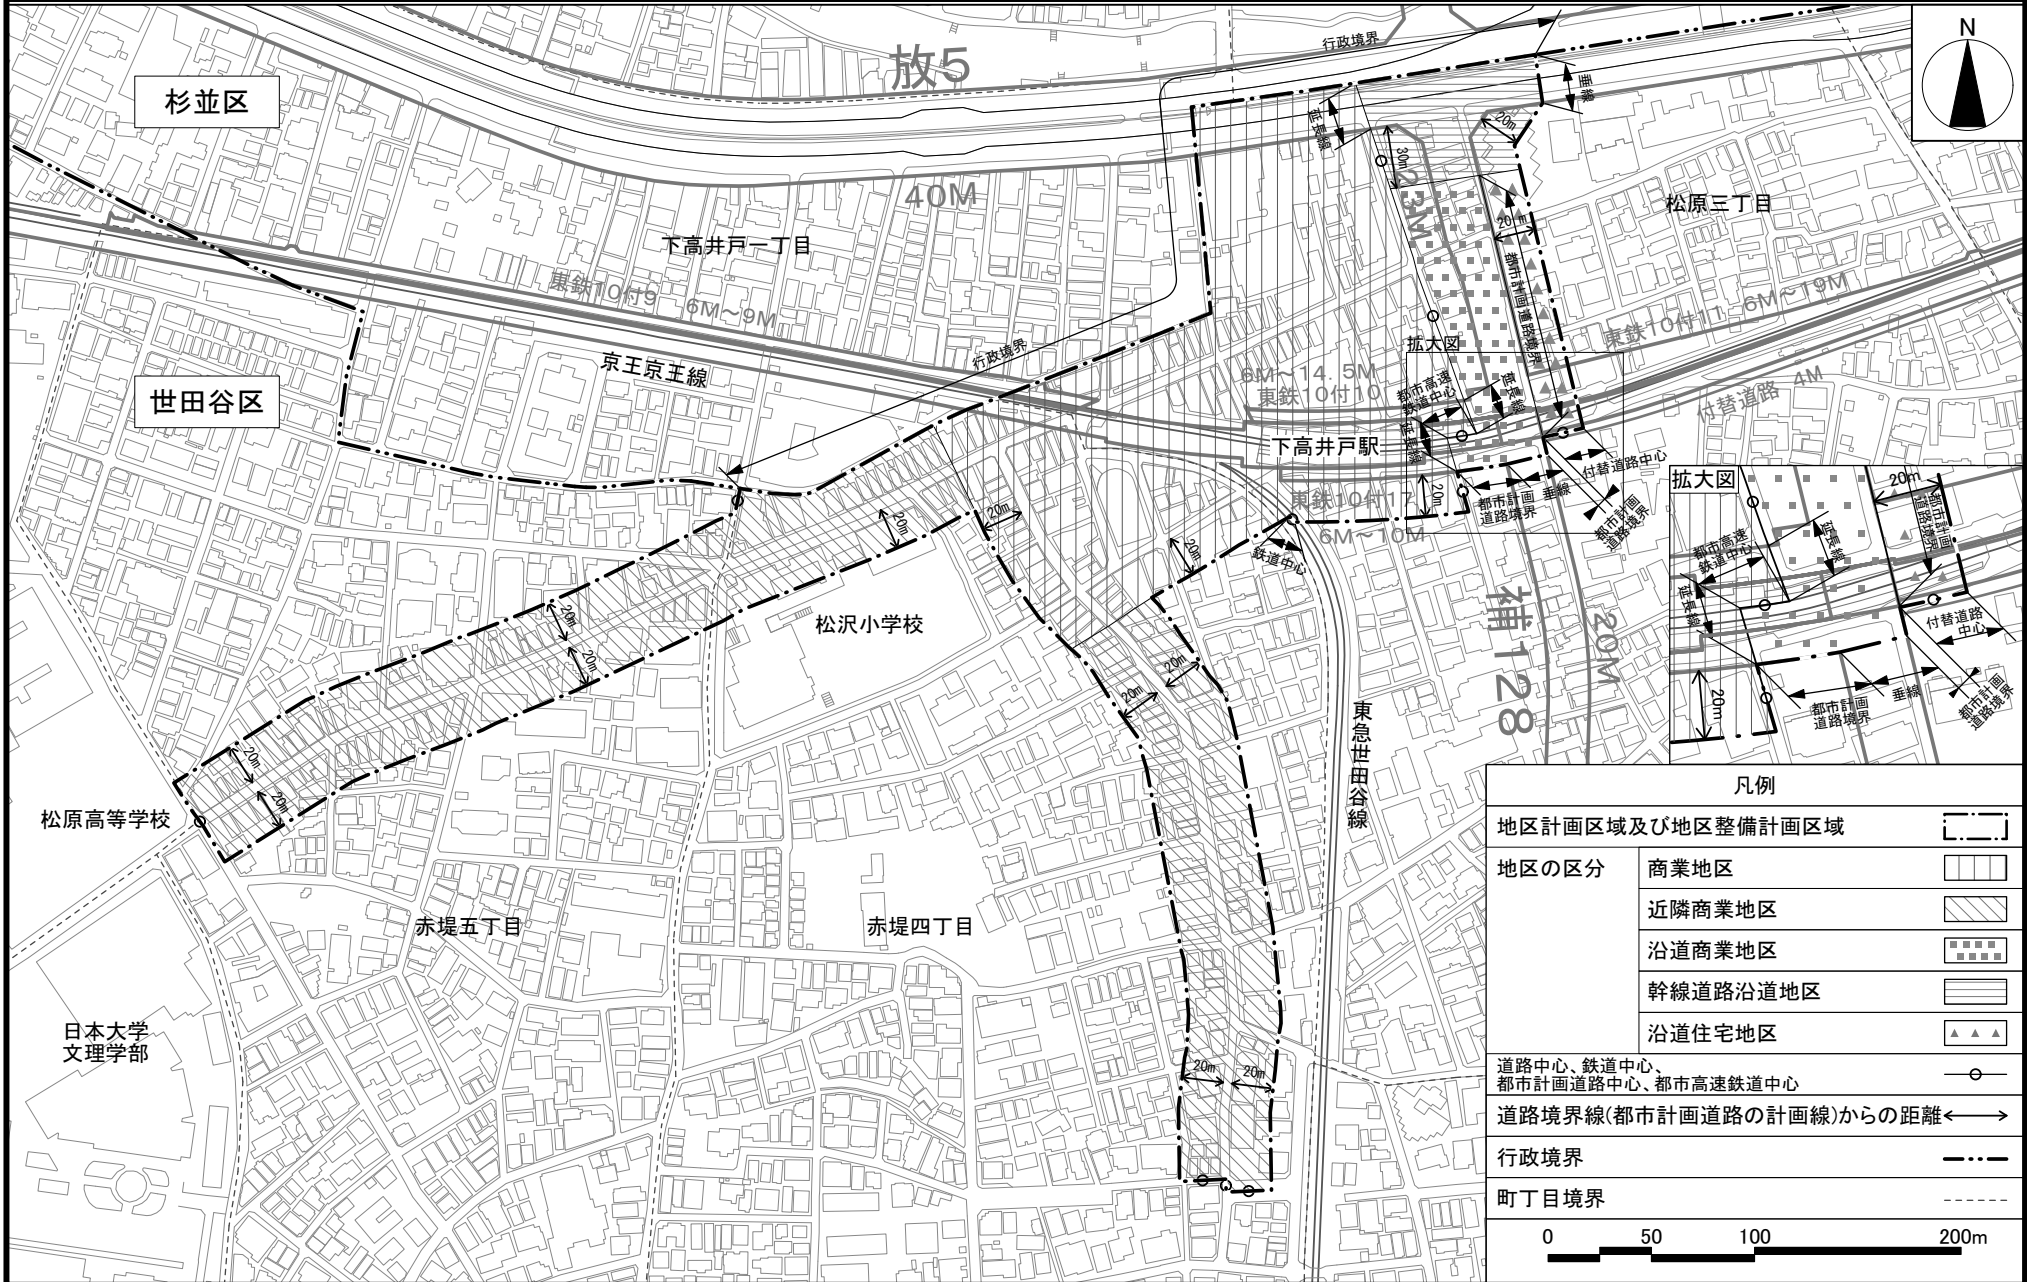 放5
行政境界
N
杉並区
垂線
延長線
20m
30m
40M
23M
松原三丁目
下高井戸一丁目
20m
都市計画道路境界
東鉄10付9 6M～9M
東鉄10付11 6M～19M
行政境界
拡大図
京王京王線
世田谷区
6M～14.5M
東鉄10付10
都市高速
鉄道中心
延長線
延長線
付替道路 4M
下高井戸駅
付替道路中心
東鉄10付17
6M～10M
20m
都市計画
道路境界
垂線
都市計画
道路境界
鉄道中心
20m
20m
20m
拡大図
20m
都市計画
道路境界
都市高速
鉄道中心
延長線
延長線
付替道路
中心
20m
都市計画
道路境界
垂線
都市計画
道路境界
松沢小学校
20m
20m
20m
20m
補128
20M
東急世田谷線
20m
20m
松原高等学校
赤堤五丁目
赤堤四丁目
日本大学
文理学部
20m
20m
凡例
地区計画区域及び地区整備計画区域
地区の区分
商業地区
近隣商業地区
沿道商業地区
幹線道路沿道地区
沿道住宅地区
道路中心、鉄道中心、
都市計画道路中心、都市高速鉄道中心
道路境界線(都市計画道路の計画線)からの距離
行政境界
町丁目境界
0 50 100 200m